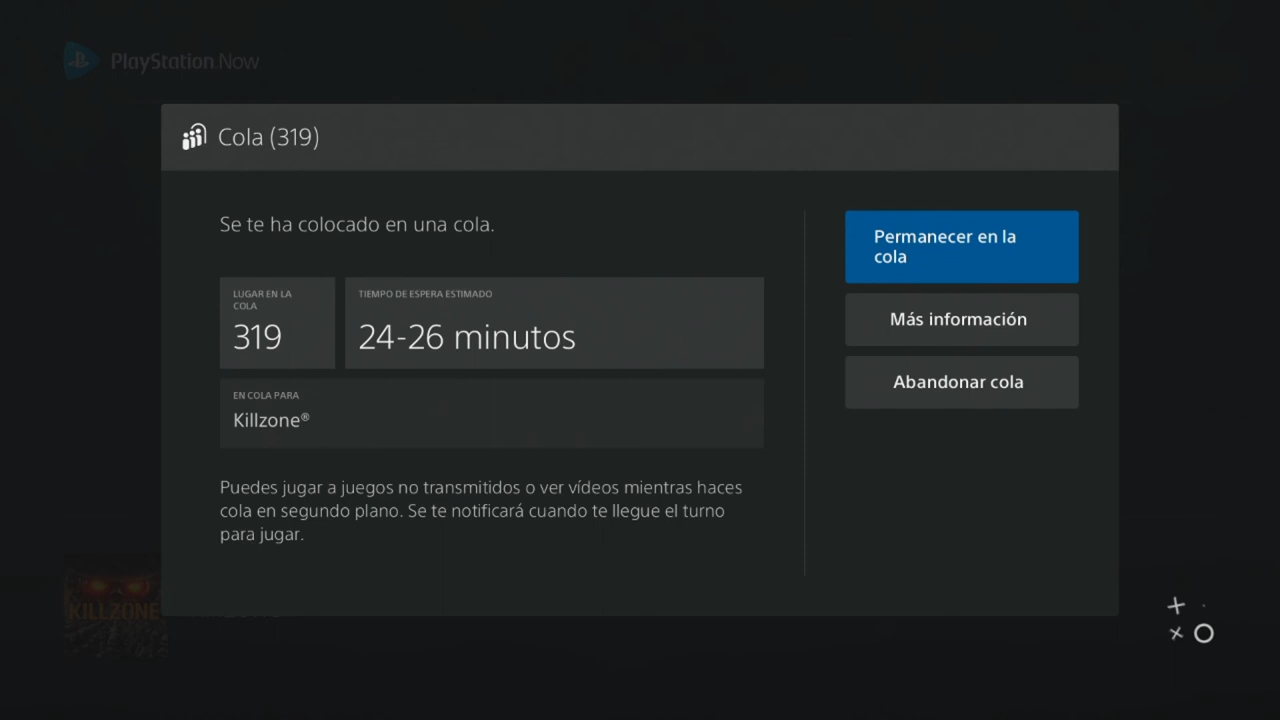 PlayStation.Now
Cola (319)
Se te ha colocado en una cola.
LUGAR EN LA
COLA
319
TIEMPO DE ESPERA ESTIMADO
24-26 minutos
EN COLA PARA
Killzone®
Puedes jugar a juegos no transmitidos o ver vídeos mientras haces
cola en segundo plano. Se te notificará cuando te llegue el turno
para jugar.
Permanecer en la
cola
Más información
Abandonar cola
KILLZONE